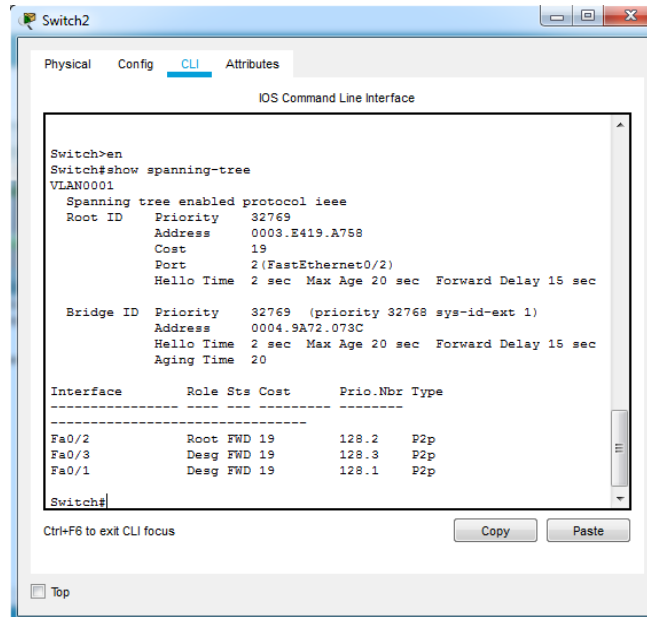 Switch2
Physical Config CLI Attributes
IOS Command Line Interface
Switch>en
Switch#show spanning-tree
VLAN0001
  Spanning tree enabled protocol ieee
  Root ID    Priority    32769
             Address     0003.E419.A758
             Cost        19
             Port        2(FastEthernet0/2)
             Hello Time  2 sec  Max Age 20 sec  Forward Delay 15 sec

  Bridge ID  Priority    32769  (priority 32768 sys-id-ext 1)
             Address     0004.9A72.073C
             Hello Time  2 sec  Max Age 20 sec  Forward Delay 15 sec
             Aging Time  20

Interface        Role Sts Cost      Prio.Nbr Type
---------------- ---- --- --------- --------
--------------------------------
Fa0/2            Root FWD 19        128.2    P2p
Fa0/3            Desg FWD 19        128.3    P2p
Fa0/1            Desg FWD 19        128.1    P2p

Switch#
Ctrl+F6 to exit CLI focus Copy Paste
Top